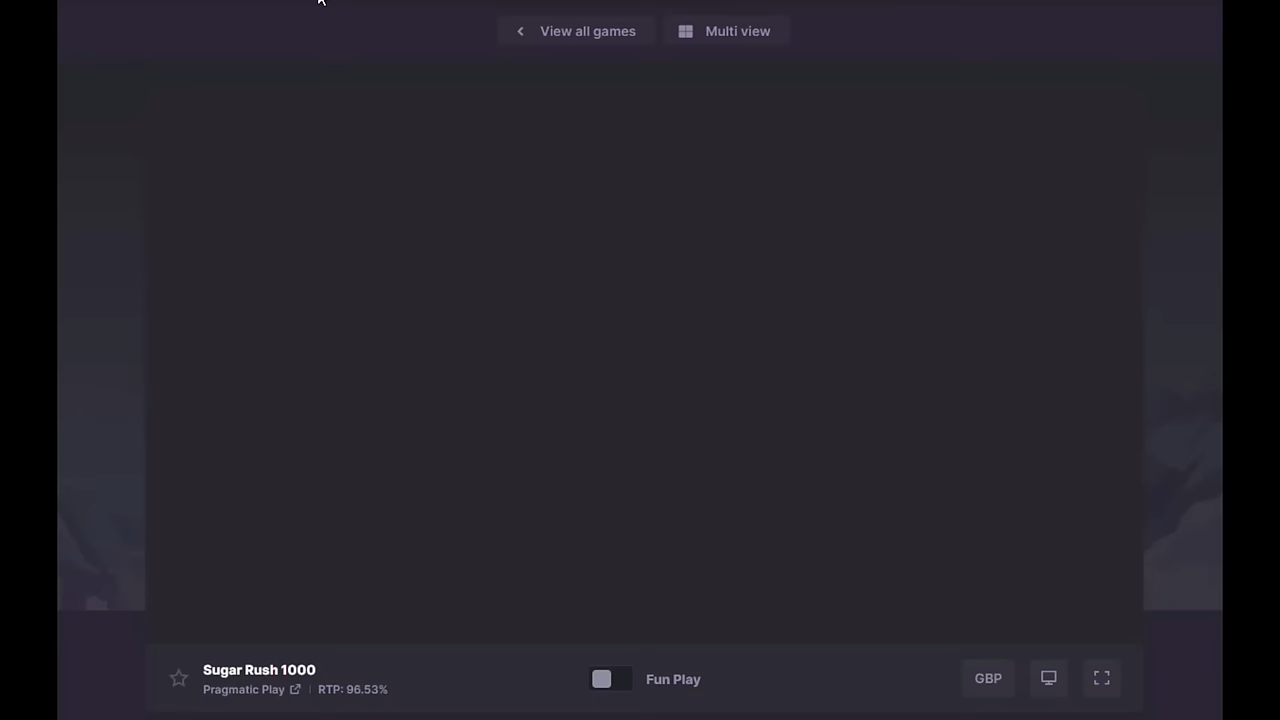 View all games
Multi view
Sugar Rush 1000
Pragmatic Play
RTP: 96.53%
Fun Play
GBP